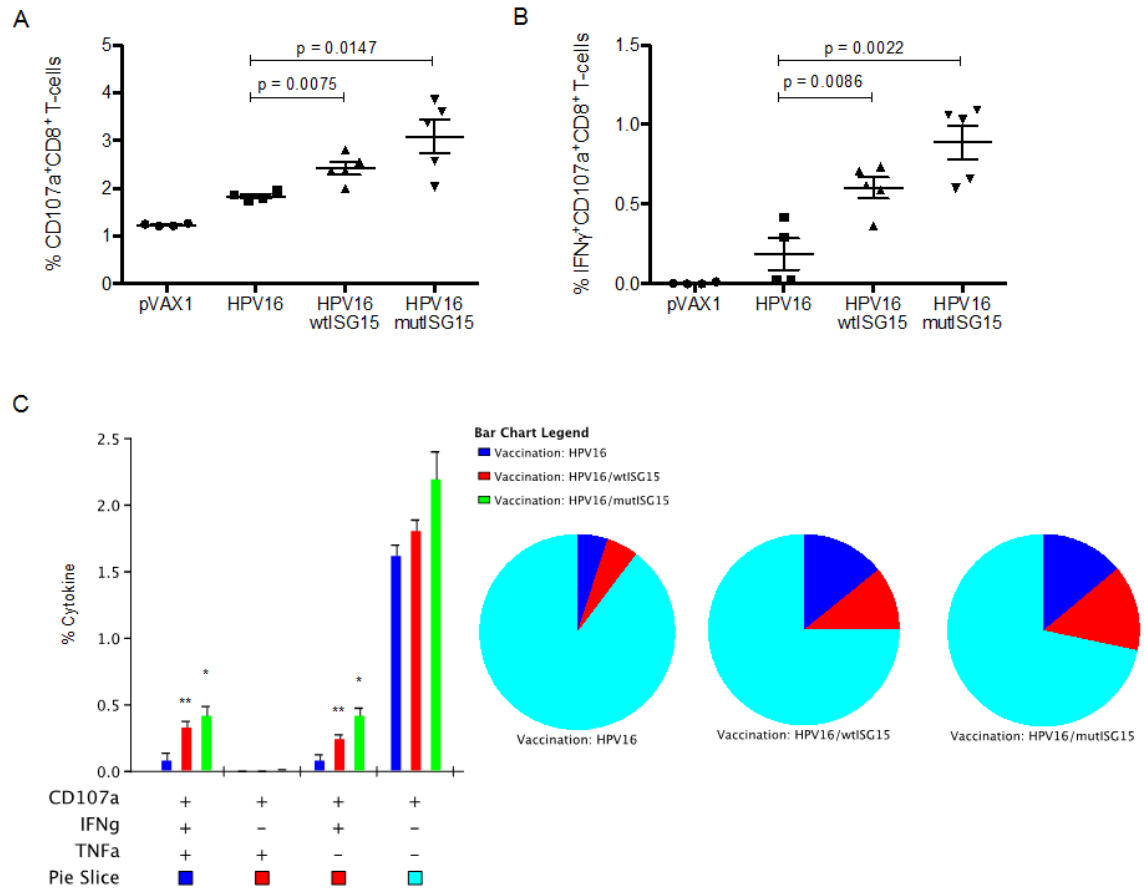 A
% CD107a⁺CD8⁺ T-cells
5
4
3
2
1
0
p = 0.0147
p = 0.0075
pVAX1
HPV16
HPV16
wtISG15
HPV16
mutISG15
B
% IFNγ⁺CD107a⁺CD8⁺ T-cells
1.5
1.0
0.5
0.0
p = 0.0022
p = 0.0086
pVAX1
HPV16
HPV16
wtISG15
HPV16
mutISG15
C
% Cytokine
2.5
2.0
1.5
1.0
0.5
0.0
** *
** *
CD107a + + + +
IFNg + − + −
TNFa + + − −
Pie Slice
Bar Chart Legend
Vaccination: HPV16
Vaccination: HPV16/wtISG15
Vaccination: HPV16/mutISG15
Vaccination: HPV16
Vaccination: HPV16/wtISG15
Vaccination: HPV16/mutISG15